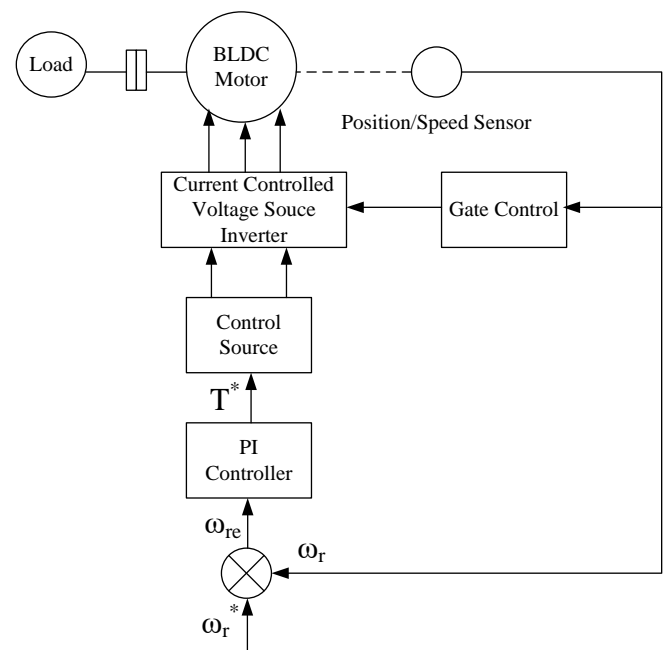 Load
BLDC
Motor
Position/Speed Sensor
Current Controlled
Voltage Souce
Inverter
Gate Control
Control
Source
T*
PI
Controller
ωre
ωr
ωr*